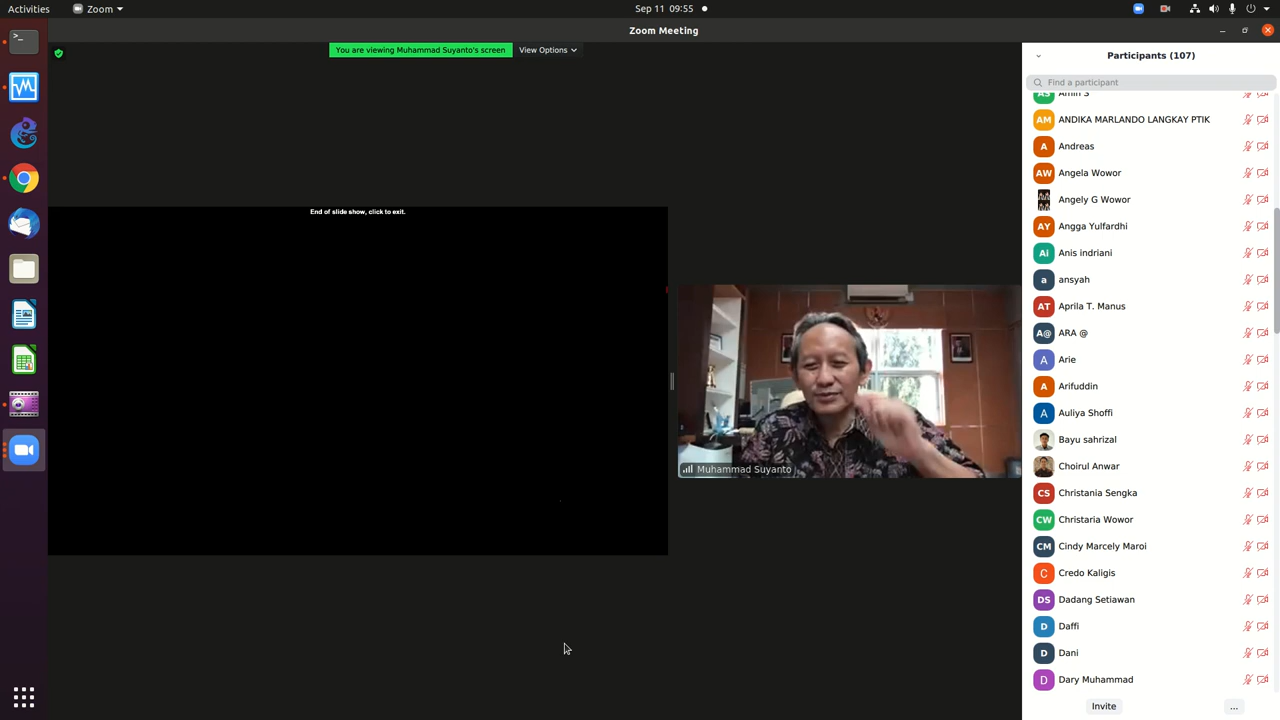 Activities
Zoom
Sep 11 09:55
Zoom Meeting
You are viewing Muhammad Suyanto's screen
View Options
End of slide show, click to exit.
Muhammad Suyanto
Participants (107)
Find a participant
AS Amin S
AM ANDIKA MARLANDO LANGKAY PTIK
A Andreas
AW Angela Wowor
Angely G Wowor
AY Angga Yulfardhi
Ai Anis indriani
a ansyah
AT Aprila T. Manus
A@ ARA @
A Arie
A Arifuddin
A Auliya Shoffi
Bayu sahrizal
Choirul Anwar
CS Christania Sengka
CW Christaria Wowor
CM Cindy Marcely Maroi
C Credo Kaligis
DS Dadang Setiawan
D Daffi
D Dani
D Dary Muhammad
Invite
...